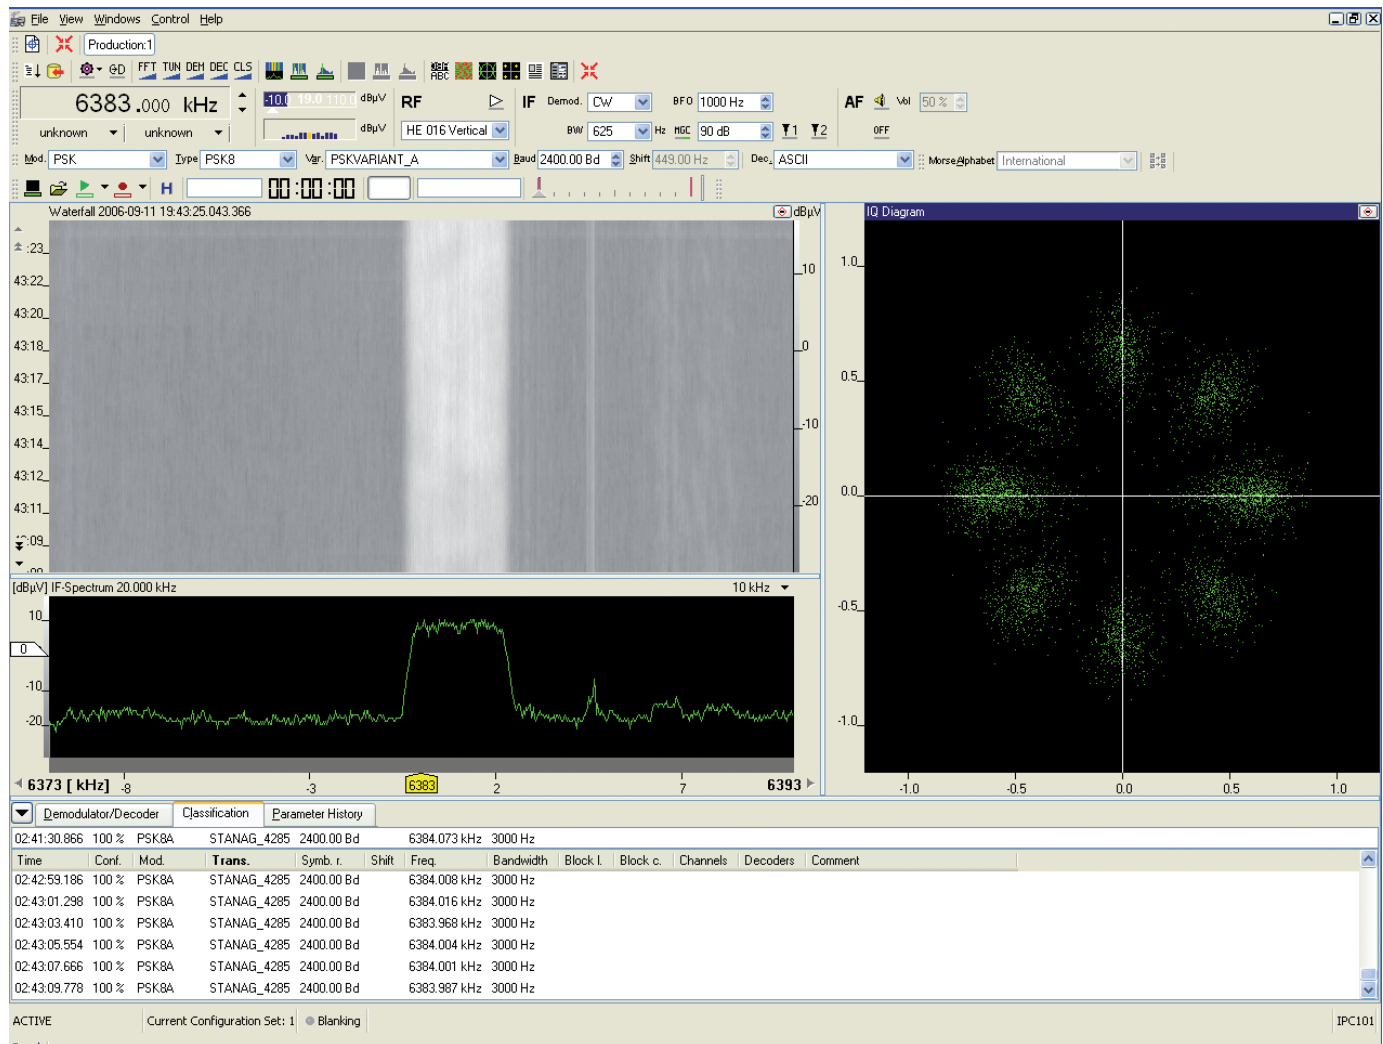 File View Windows Control Help
Production:1
FFT TUN DEM DEC CLS
ABC
6383.000 kHz
-10.0 19.0 110.0 dBµV
RF
IF Demod. CW BFO 1000 Hz
AF Vol 50 %
unknown unknown
dBµV
HE 016 Vertical
BW 625 Hz MGC 90 dB 1 2
OFF
Mod. PSK Type PSK8 Var. PSKVARIANT_A Baud 2400.00 Bd Shift 449.00 Hz Dec. ASCII MorseAlphabet International
H 00:00:00
Waterfall 2006-09-11 19:43:25.043.366 dBµV
IQ Diagram
:23
43:22
43:20
43:18
43:17
43:15
43:14
43:12
43:11
:09
10
0
-10
-20
1.0
0.5
0.0
-0.5
-1.0
-1.0 -0.5 0.0 0.5 1.0
[dBµV] IF-Spectrum 20.000 kHz 10 kHz
10
0
-10
-20
6373 [ kHz] -8 -3 6383 2 7 6393
Demodulator/Decoder Classification Parameter History
02:41:30.866 100 % PSK8A STANAG_4285 2400.00 Bd 6384.073 kHz 3000 Hz
Time Conf. Mod. Trans. Symb. r. Shift Freq. Bandwidth Block l. Block c. Channels Decoders Comment
02:42:59.186 100 % PSK8A STANAG_4285 2400.00 Bd 6384.008 kHz 3000 Hz
02:43:01.298 100 % PSK8A STANAG_4285 2400.00 Bd 6384.016 kHz 3000 Hz
02:43:03.410 100 % PSK8A STANAG_4285 2400.00 Bd 6383.968 kHz 3000 Hz
02:43:05.554 100 % PSK8A STANAG_4285 2400.00 Bd 6384.004 kHz 3000 Hz
02:43:07.666 100 % PSK8A STANAG_4285 2400.00 Bd 6384.001 kHz 3000 Hz
02:43:09.778 100 % PSK8A STANAG_4285 2400.00 Bd 6383.987 kHz 3000 Hz
ACTIVE Current Configuration Set: 1 Blanking IPC101